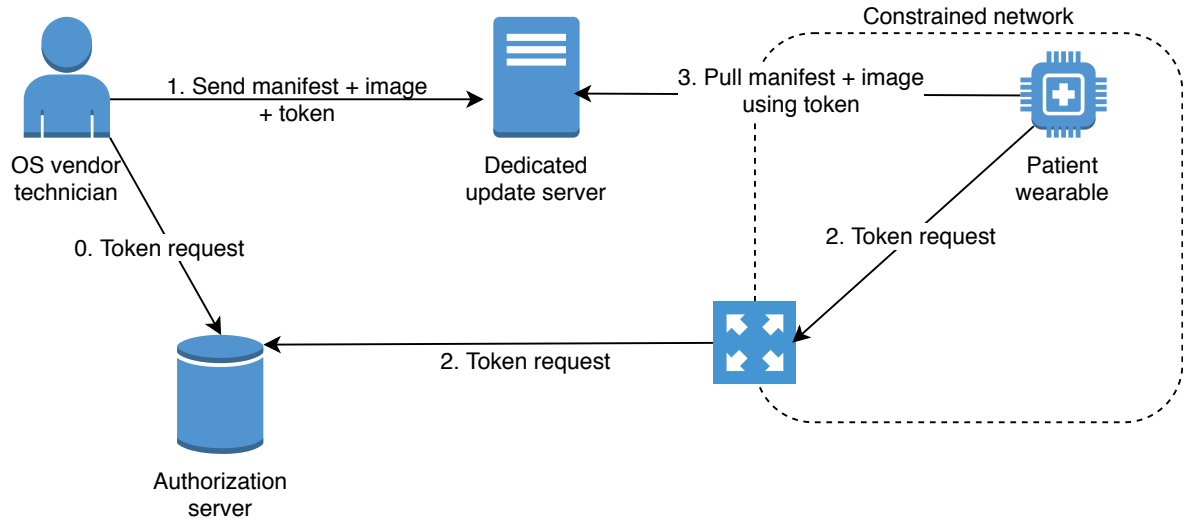 Constrained network
1. Send manifest + image
+ token
3. Pull manifest + image
using token
OS vendor
technician
Dedicated
update server
Patient
wearable
0. Token request
2. Token request
2. Token request
Authorization
server